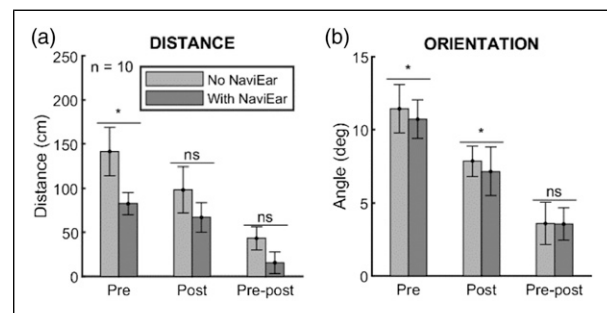 (a) DISTANCE
n = 10
No NaviEar
With NaviEar
Distance (cm)
250
200
150
100
50
0
*
ns
ns
Pre Post Pre-post
(b) ORIENTATION
Angle (deg)
15
10
5
0
*
*
ns
Pre Post Pre-post